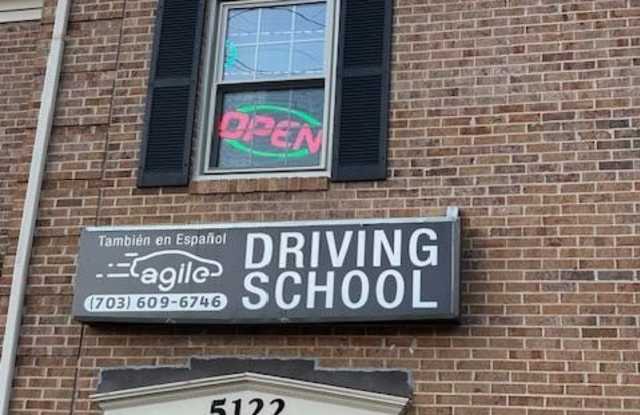 OPEN
También en Español
agile
(703) 609-6746
DRIVING
SCHOOL
5122